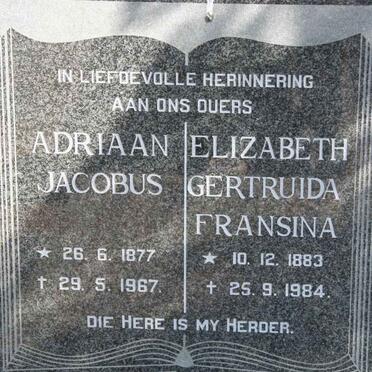 IN LIEFDEVOLLE HERINNERING
AAN ONS OUERS
ADRIAAN
JACOBUS
★ 26. 6. 1877
† 29. 5. 1967.
ELIZABETH
GERTRUIDA
FRANSINA
★ 10. 12. 1883
† 25. 9. 1984.
DIE HERE IS MY HERDER.